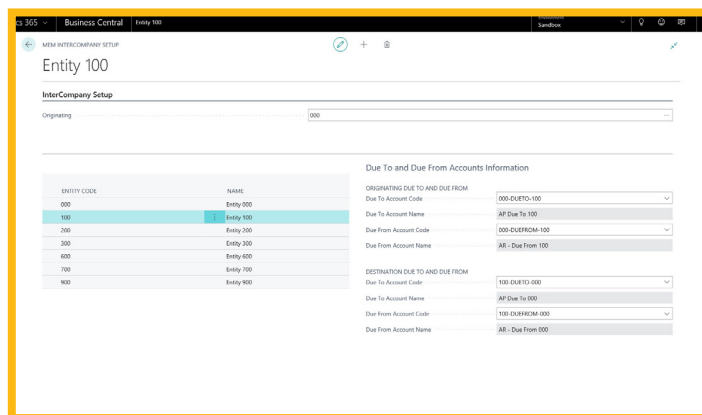 cs 365
Business Central
Entity 100
Sandbox
MEM INTERCOMPANY SETUP
Entity 100
InterCompany Setup
Originating
000
Due To and Due From Accounts Information
ENTITY CODE NAME
000 Entity 000
100 Entity 100
200 Entity 200
300 Entity 300
600 Entity 600
700 Entity 700
900 Entity 900
ORIGINATING DUE TO AND DUE FROM
Due To Account Code 000-DUETO-100
Due To Account Name AP Due To 100
Due From Account Code 000-DUEFROM-100
Due From Account Name AR - Due From 100
DESTINATION DUE TO AND DUE FROM
Due To Account Code 100-DUETO-000
Due To Account Name AP Due To 000
Due From Account Code 100-DUEFROM-000
Due From Account Name AR - Due From 000